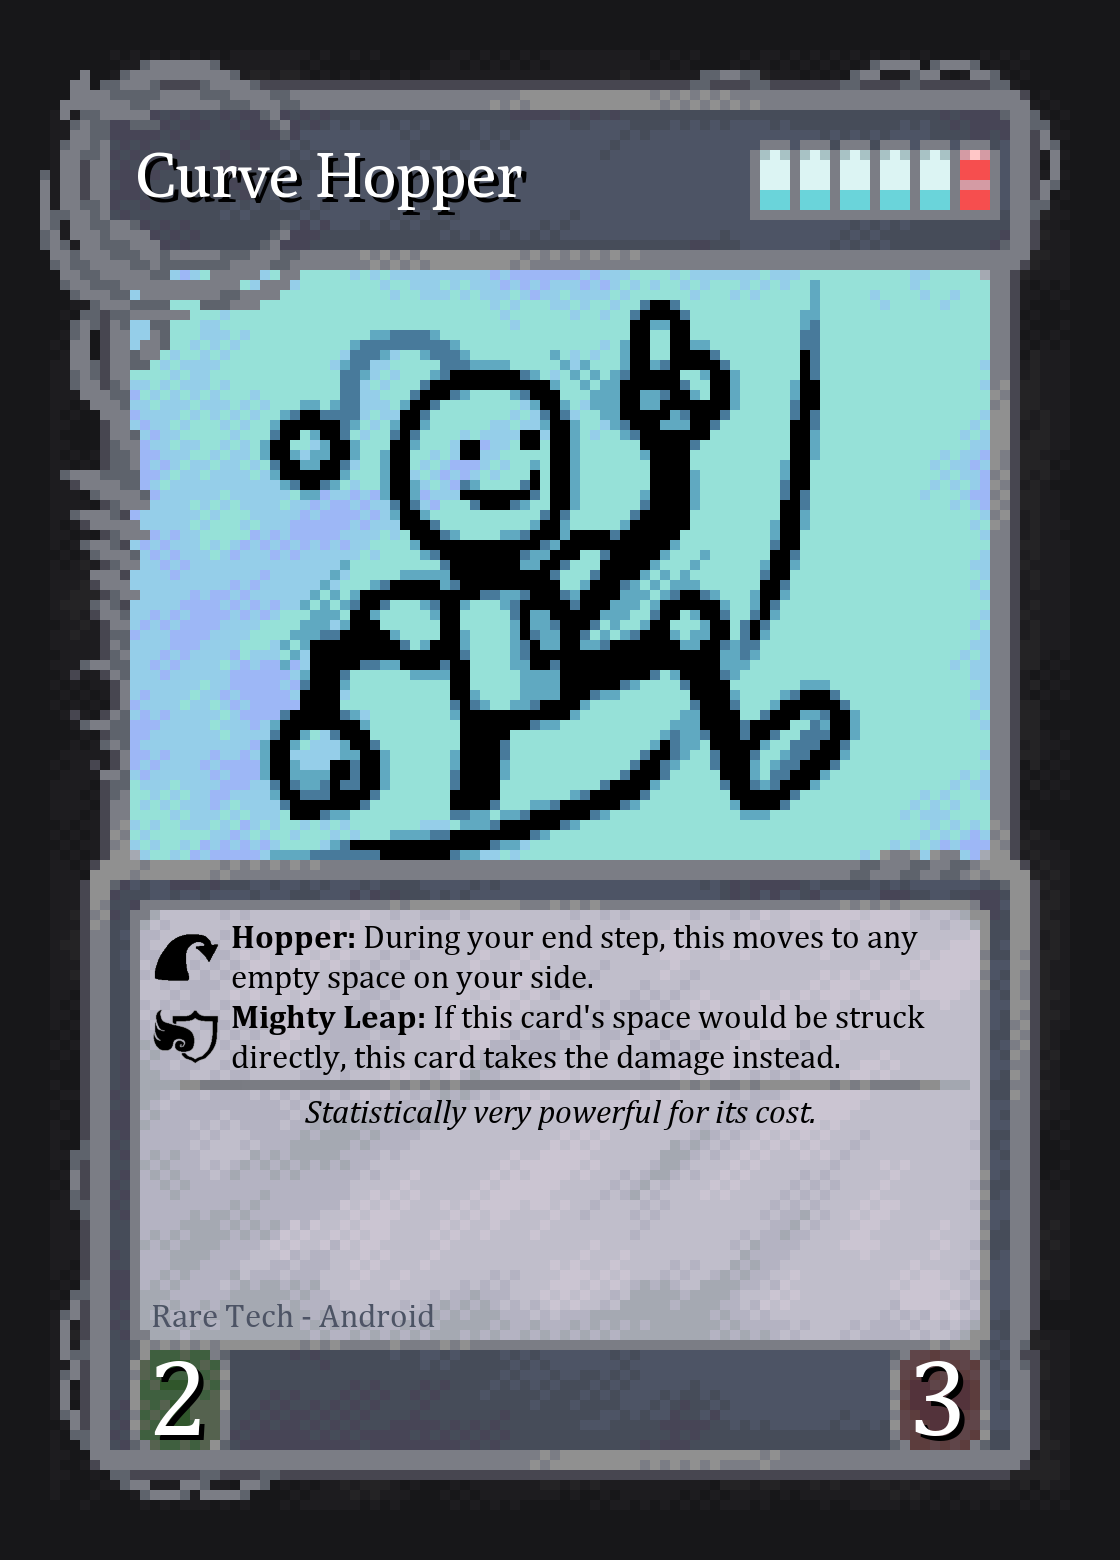 Curve Hopper
Hopper: During your end step, this moves to any
empty space on your side.
Mighty Leap: If this card's space would be struck
directly, this card takes the damage instead.
Statistically very powerful for its cost.
Rare Tech - Android
2
3